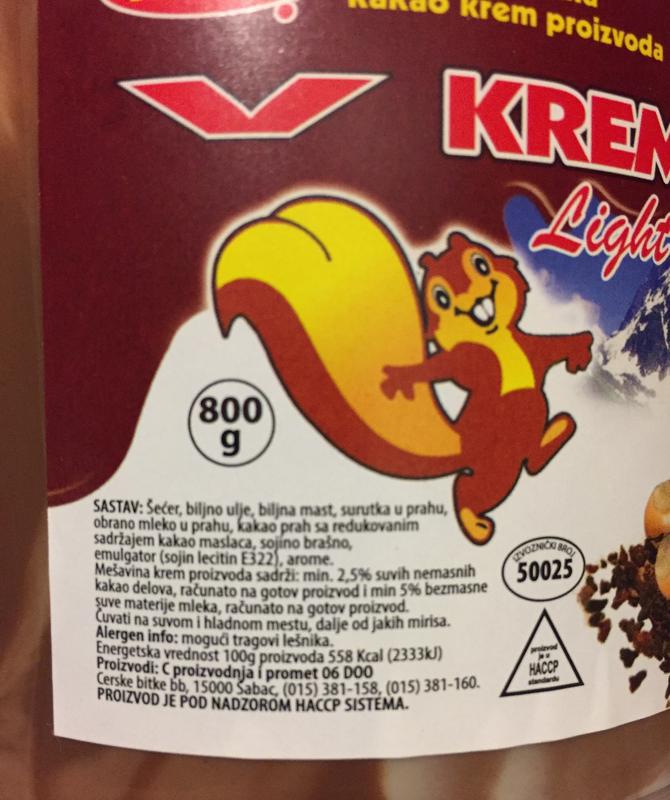 kakao krem proizvoda
KREM
Light
800
g
SASTAV: Šećer, biljno ulje, biljna mast, surutka u prahu,
obrano mleko u prahu, kakao prah sa redukovanim
sadržajem kakao maslaca, sojino brašno,
emulgator (sojin lecitin E322), arome.
Mešavina krem proizvoda sadrži: min. 2,5% suvih nemasnih
kakao delova, računato na gotov proizvod i min 5% bezmasne
suve materije mleka, računato na gotov proizvod.
Čuvati na suvom i hladnom mestu, dalje od jakih mirisa.
Alergen info: mogući tragovi lešnika.
Energetska vrednost 100g proizvoda 558 Kcal (2333kJ)
Proizvodi: C proizvodnja i promet 06 DOO
Cerske bitke bb, 15000 Šabac, (015) 381-158, (015) 381-160.
PROIZVOD JE POD NADZOROM HACCP SISTEMA.
IZVOZNIČKI BROJ
50025
proizvod
je u
HACCP
standardu